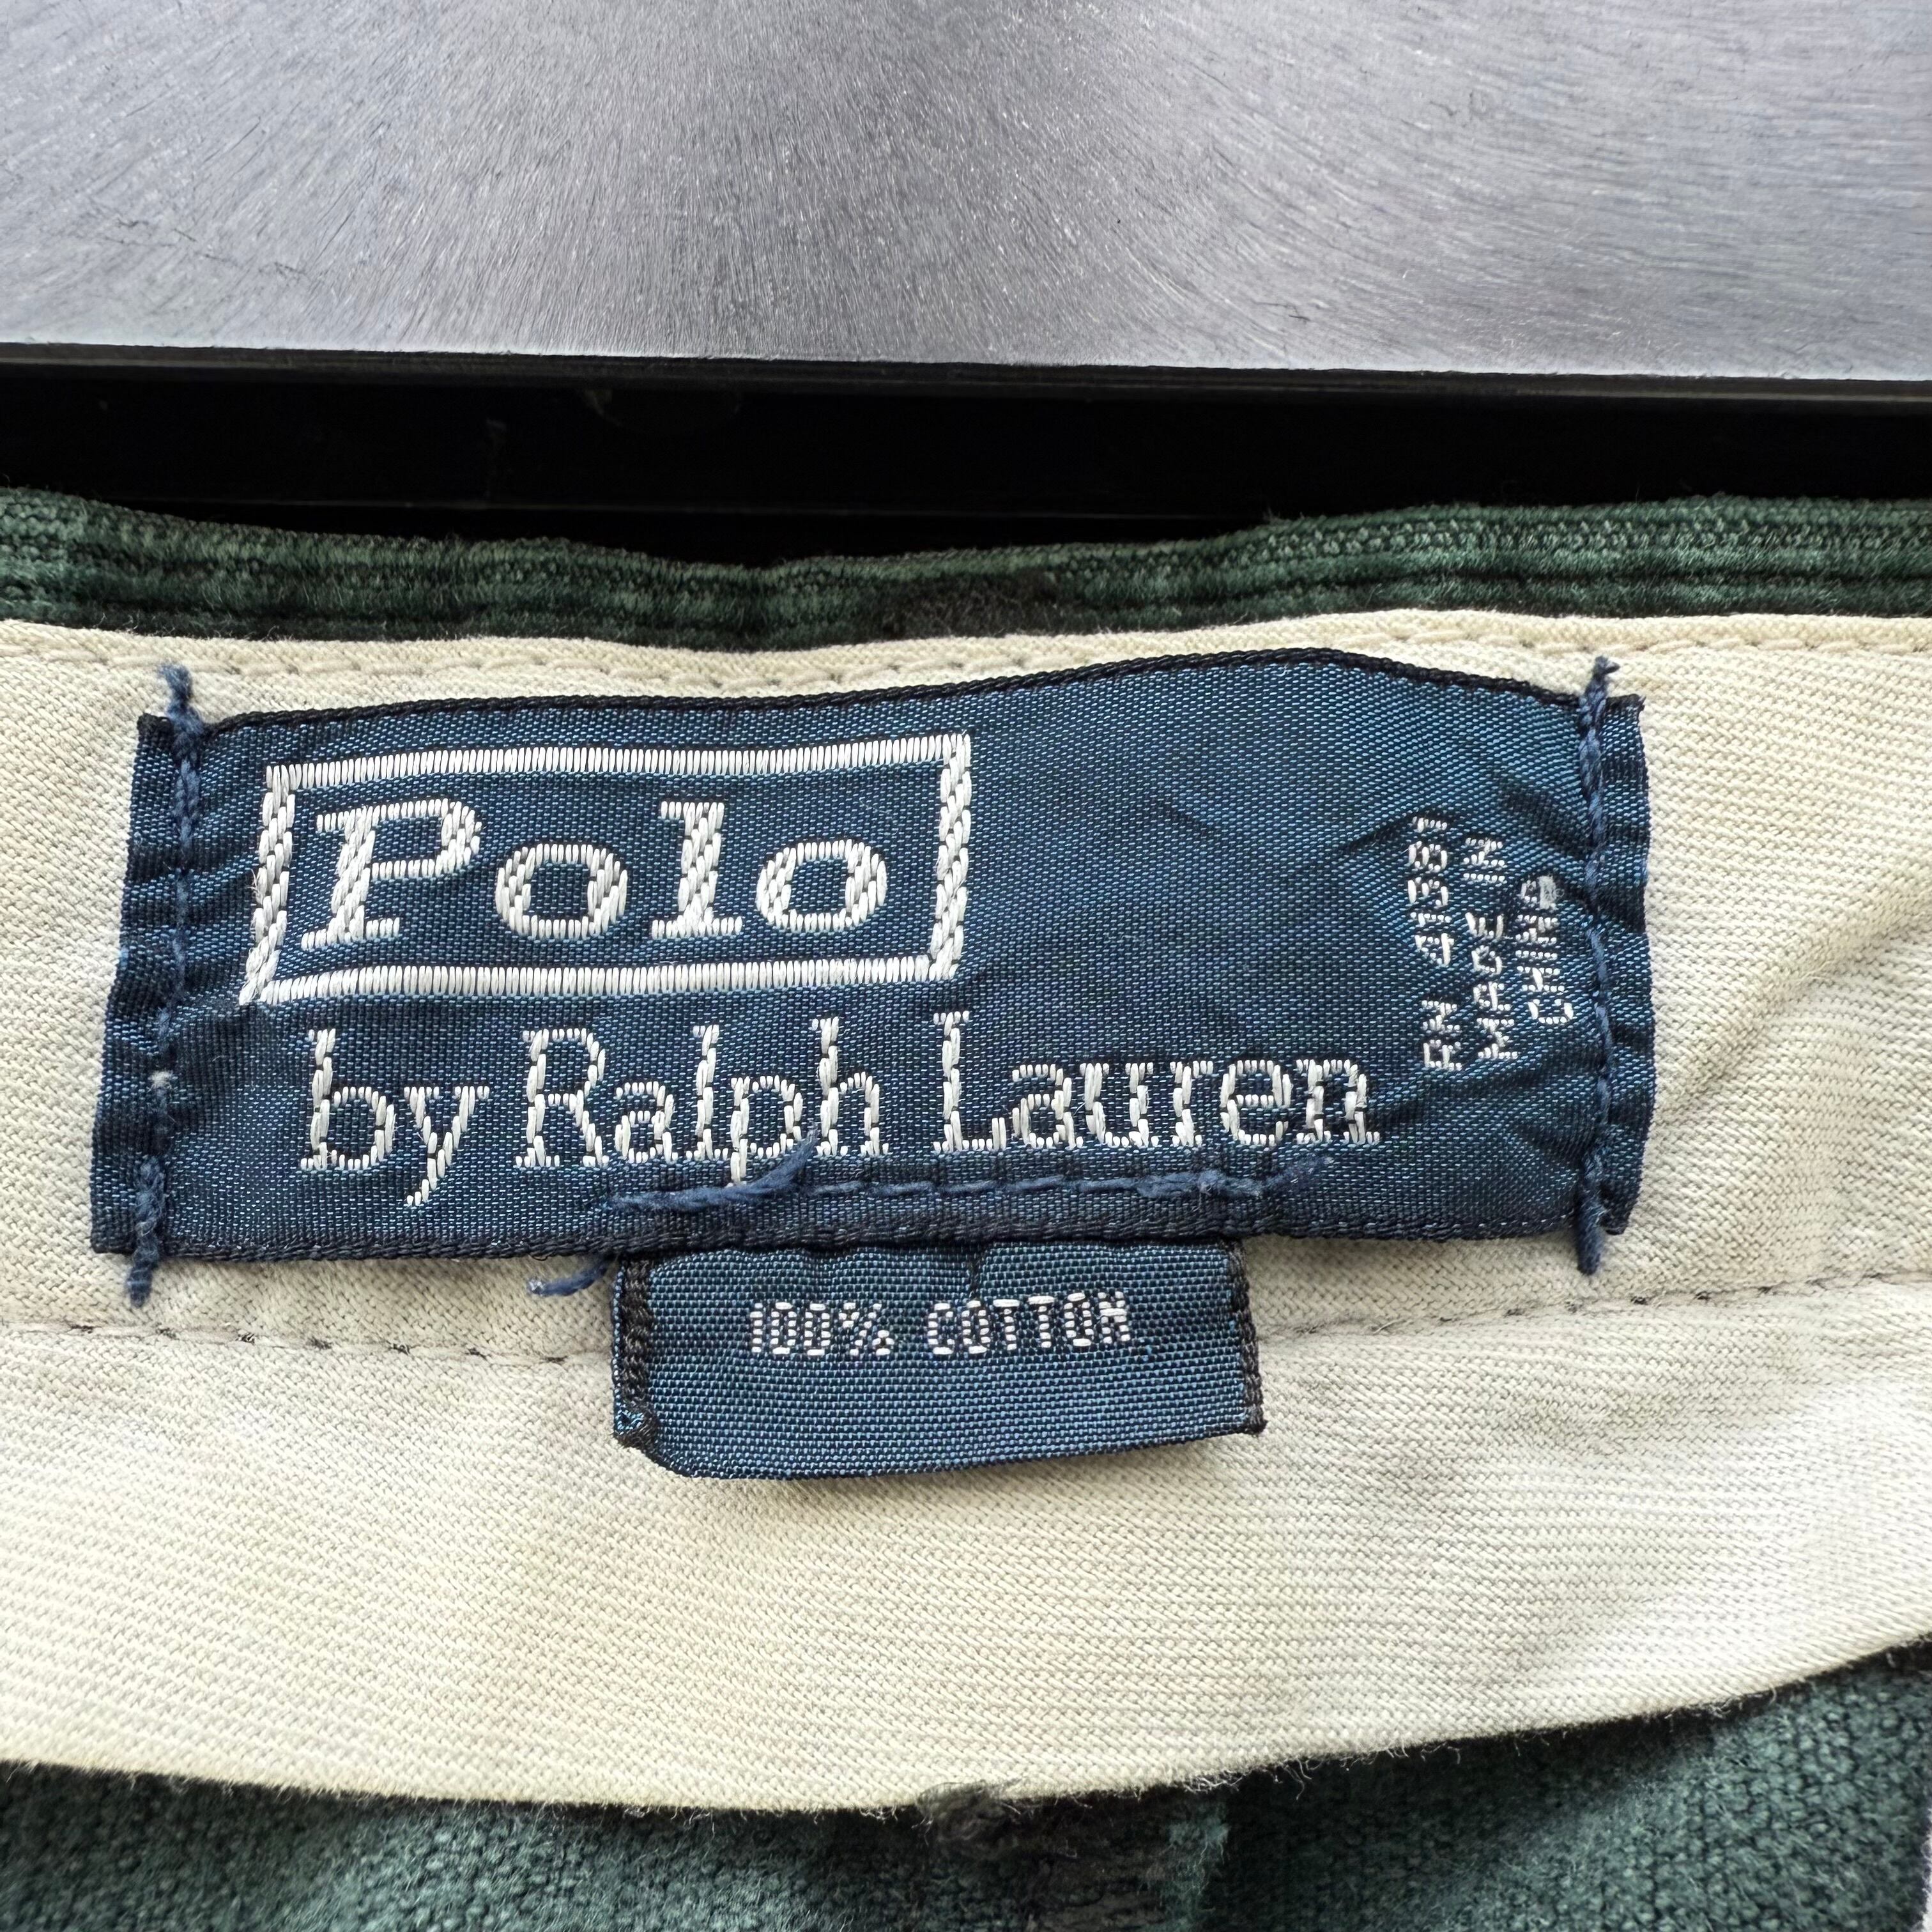 Polo
by Ralph Lauren
RN 41381
MADE IN
CHINA
100% COTTON